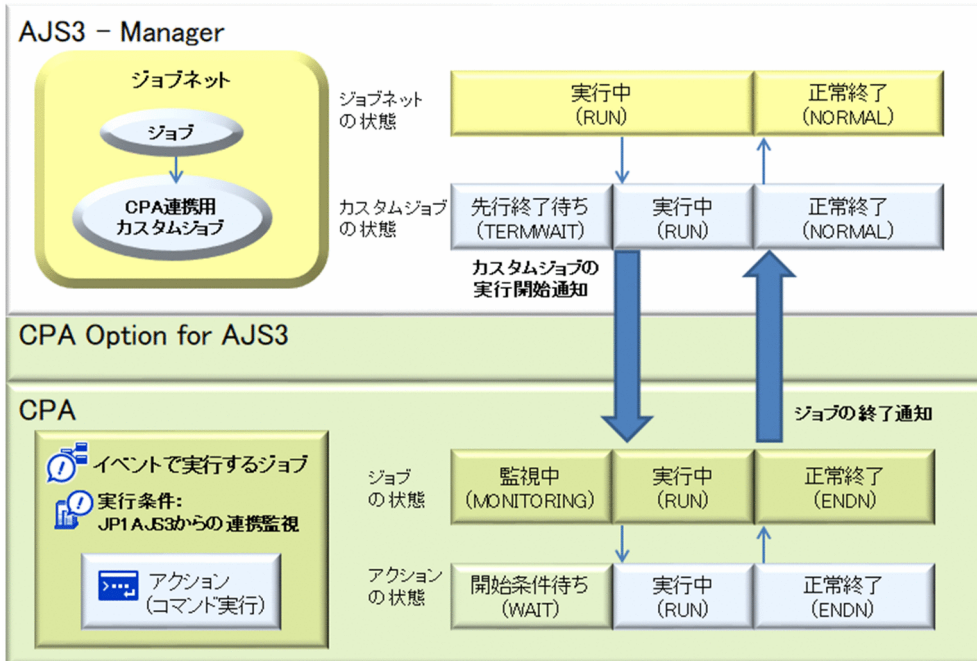 AJS3 - Manager
ジョブネット
ジョブ
CPA連携用
カスタムジョブ
ジョブネット
の状態
実行中
(RUN)
正常終了
(NORMAL)
カスタムジョブ
の状態
先行終了待ち
(TERMWAIT)
実行中
(RUN)
正常終了
(NORMAL)
カスタムジョブの
実行開始通知
CPA Option for AJS3
CPA
ジョブの終了通知
イベントで実行するジョブ
実行条件:
JP1AJS3からの連携監視
アクション
(コマンド実行)
ジョブ
の状態
監視中
(MONITORING)
実行中
(RUN)
正常終了
(ENDN)
アクション
の状態
開始条件待ち
(WAIT)
実行中
(RUN)
正常終了
(ENDN)